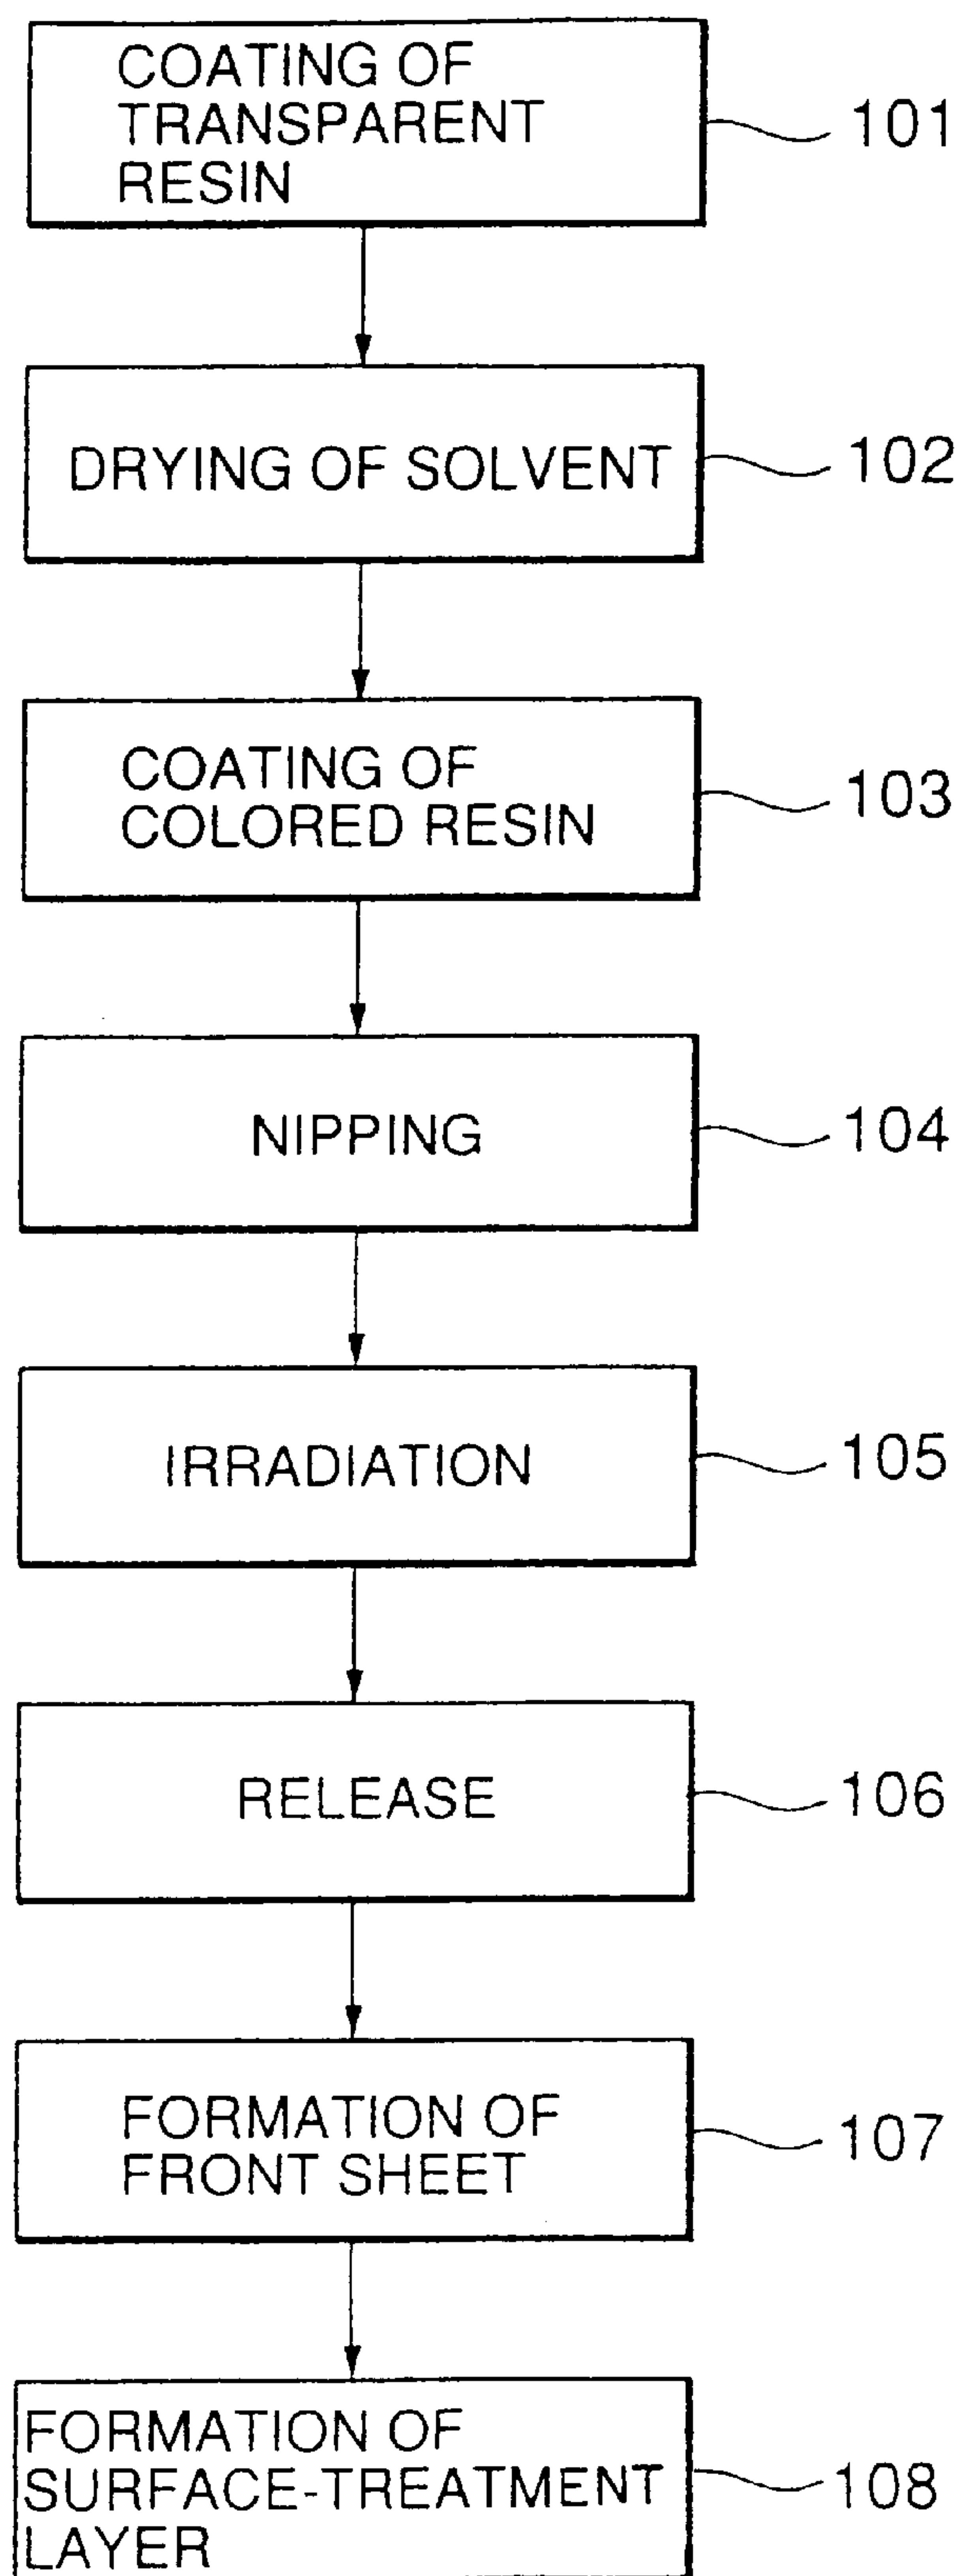 COATING OF
TRANSPARENT
RESIN
101
DRYING OF SOLVENT
102
COATING OF
COLORED RESIN
103
NIPPING
104
IRRADIATION
105
RELEASE
106
FORMATION OF
FRONT SHEET
107
FORMATION OF
SURFACE-TREATMENT
LAYER
108